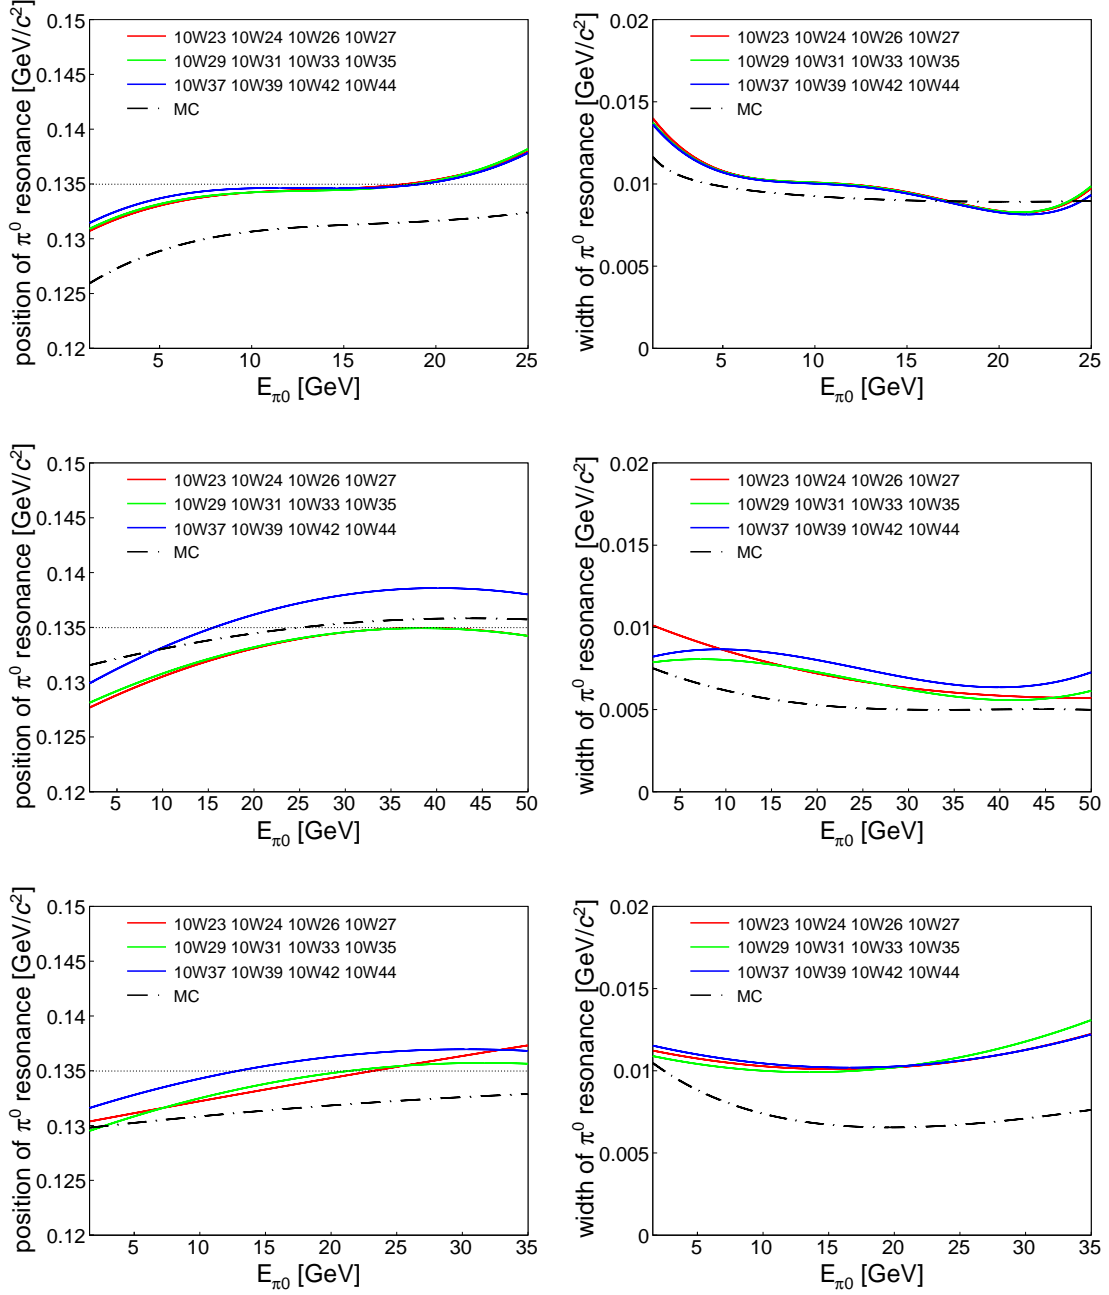 position of π⁰ resonance [GeV/c²]
0.15
0.145
0.14
0.135
0.13
0.125
0.12
10W23 10W24 10W26 10W27
10W29 10W31 10W33 10W35
10W37 10W39 10W42 10W44
MC
5 10 15 20 25
E_π0 [GeV]
width of π⁰ resonance [GeV/c²]
0.02
0.015
0.01
0.005
0
10W23 10W24 10W26 10W27
10W29 10W31 10W33 10W35
10W37 10W39 10W42 10W44
MC
5 10 15 20 25
E_π0 [GeV]
position of π⁰ resonance [GeV/c²]
0.15
0.145
0.14
0.135
0.13
0.125
0.12
10W23 10W24 10W26 10W27
10W29 10W31 10W33 10W35
10W37 10W39 10W42 10W44
MC
5 10 15 20 25 30 35 40 45 50
E_π0 [GeV]
width of π⁰ resonance [GeV/c²]
0.02
0.015
0.01
0.005
0
10W23 10W24 10W26 10W27
10W29 10W31 10W33 10W35
10W37 10W39 10W42 10W44
MC
5 10 15 20 25 30 35 40 45 50
E_π0 [GeV]
position of π⁰ resonance [GeV/c²]
0.15
0.145
0.14
0.135
0.13
0.125
0.12
10W23 10W24 10W26 10W27
10W29 10W31 10W33 10W35
10W37 10W39 10W42 10W44
MC
5 10 15 20 25 30 35
E_π0 [GeV]
width of π⁰ resonance [GeV/c²]
0.02
0.015
0.01
0.005
0
10W23 10W24 10W26 10W27
10W29 10W31 10W33 10W35
10W37 10W39 10W42 10W44
MC
5 10 15 20 25 30 35
E_π0 [GeV]